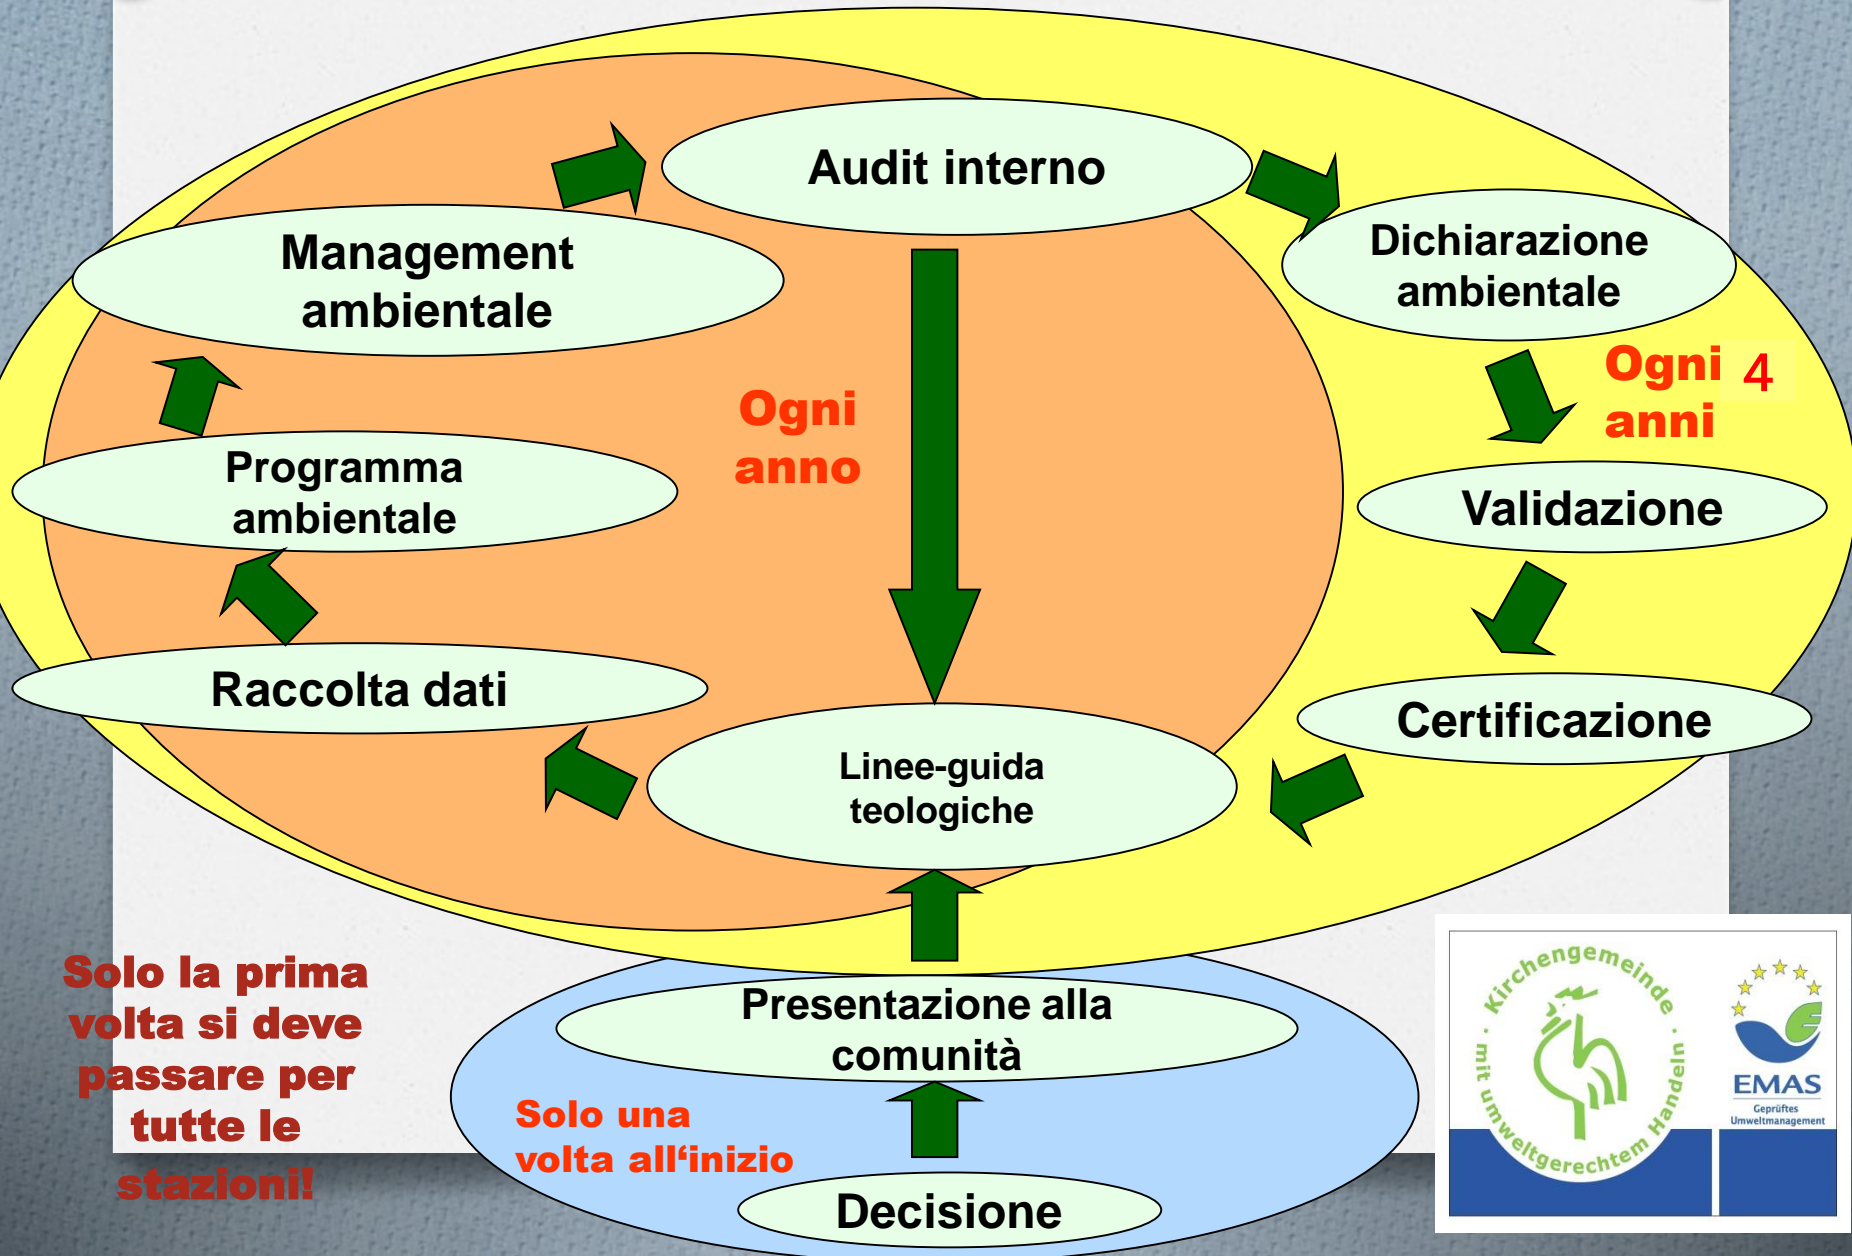 Audit interno
Management
ambientale
Dichiarazione
ambientale
Ogni 4
anni
Ogni
anno
Programma
ambientale
Validazione
Raccolta dati
Certificazione
Linee-guida
teologiche
Solo la prima
volta si deve
passare per
tutte le
stazioni!
Presentazione alla
comunità
Solo una
volta all‘inizio
Decisione
Kirchengemeinde · mit umweltgerechtem Handeln ·
EMAS
Geprüftes
Umweltmanagement